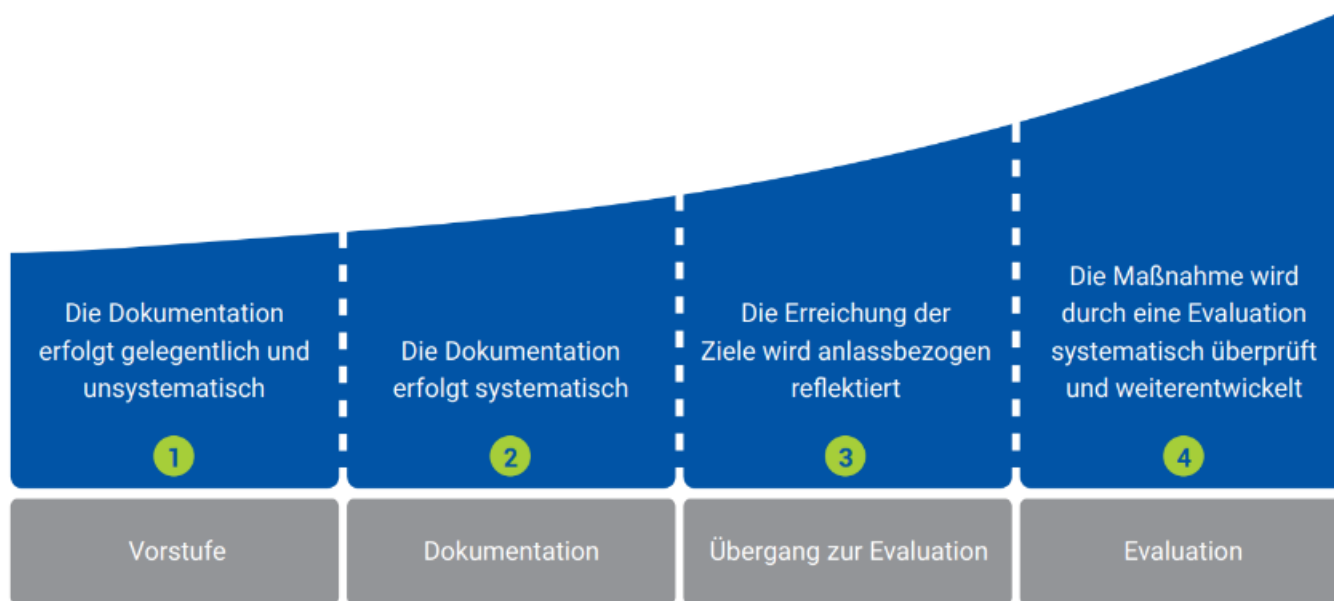 Die Dokumentation
erfolgt gelegentlich und
unsystematisch
1
Die Dokumentation
erfolgt systematisch
2
Die Erreichung der
Ziele wird anlassbezogen
reflektiert
3
Die Maßnahme wird
durch eine Evaluation
systematisch überprüft
und weiterentwickelt
4
Vorstufe
Dokumentation
Übergang zur Evaluation
Evaluation